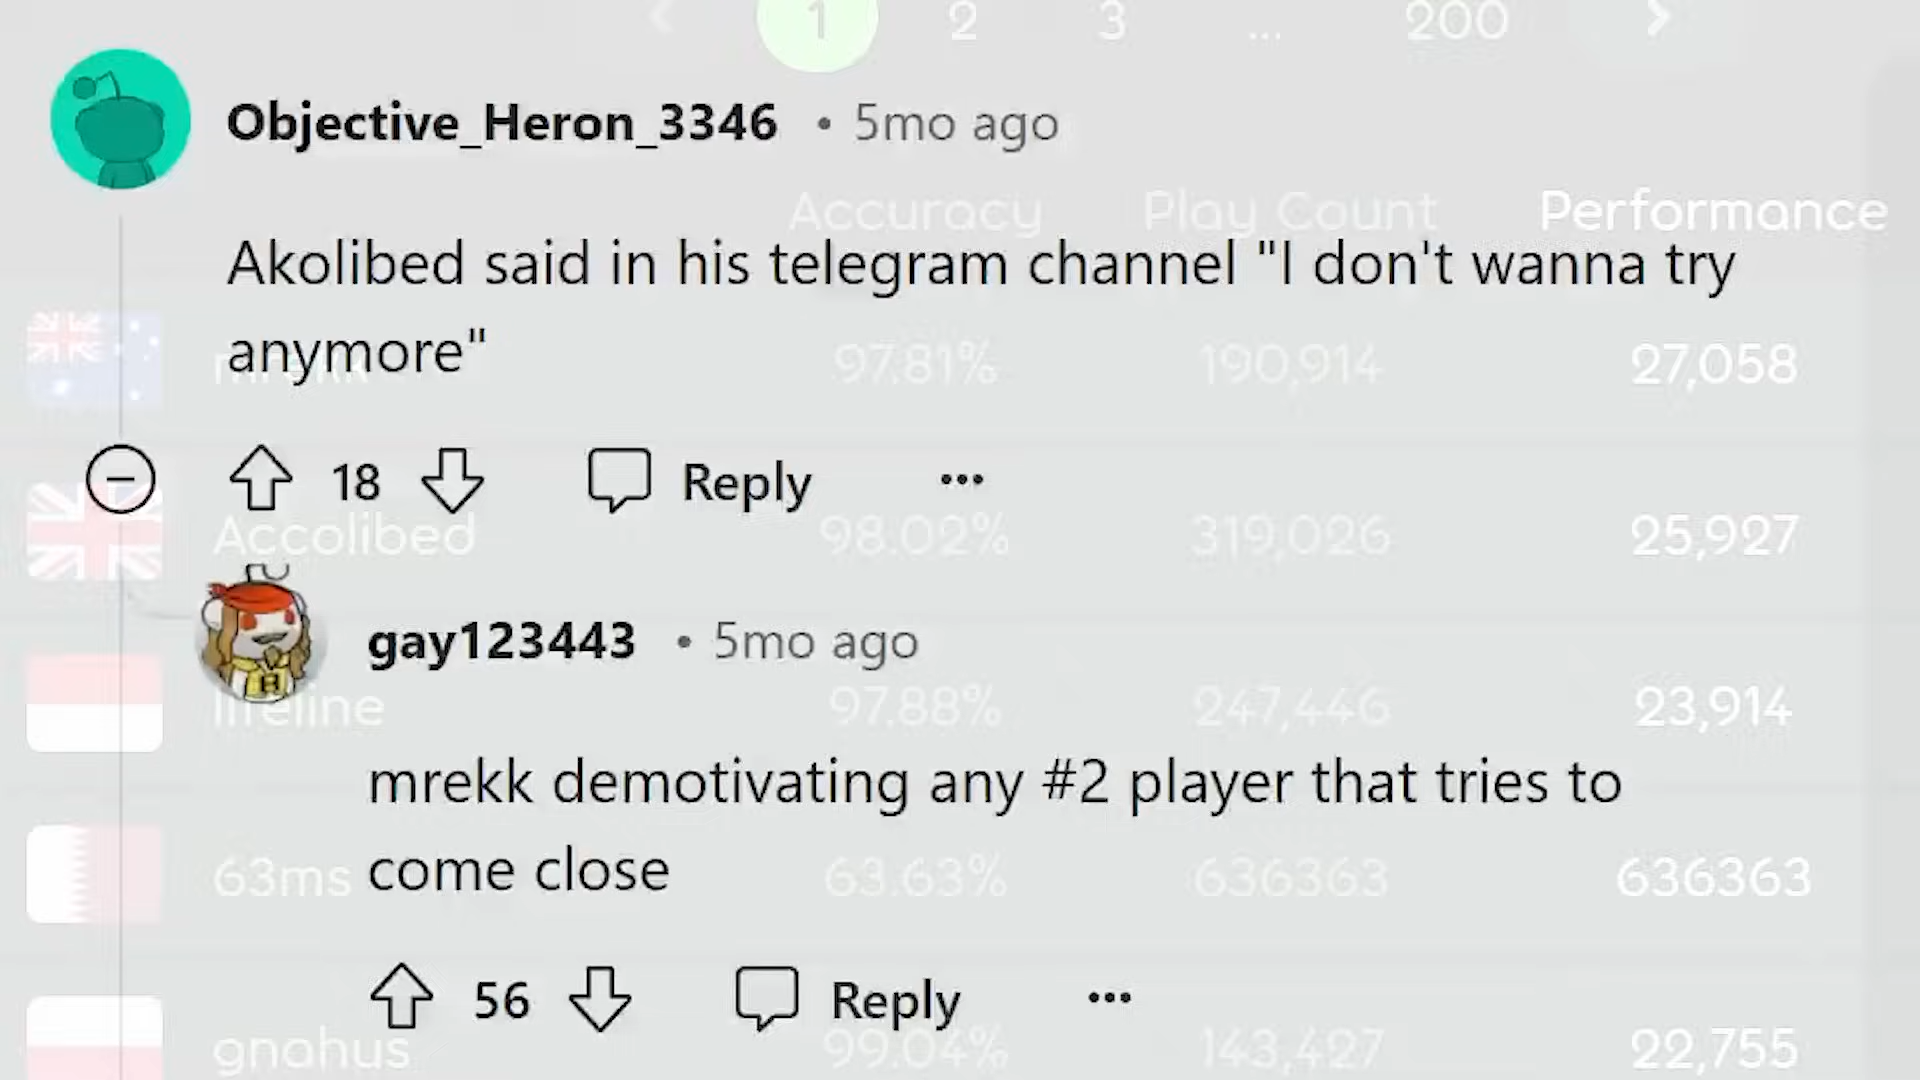 1 2 3 ... 200
Objective_Heron_3346 • 5mo ago
Accuracy Play Count Performance
Akolibed said in his telegram channel "I don't wanna try
anymore"
mrekk 97.81% 190,914 27,058
18 Reply ...
Accolibed 98.02% 319,026 25,927
gay123443 • 5mo ago
lifeline 97.88% 247,446 23,914
mrekk demotivating any #2 player that tries to
come close
63ms 63.63% 636363 636363
56 Reply ...
gnahus 99.04% 143,427 22,755